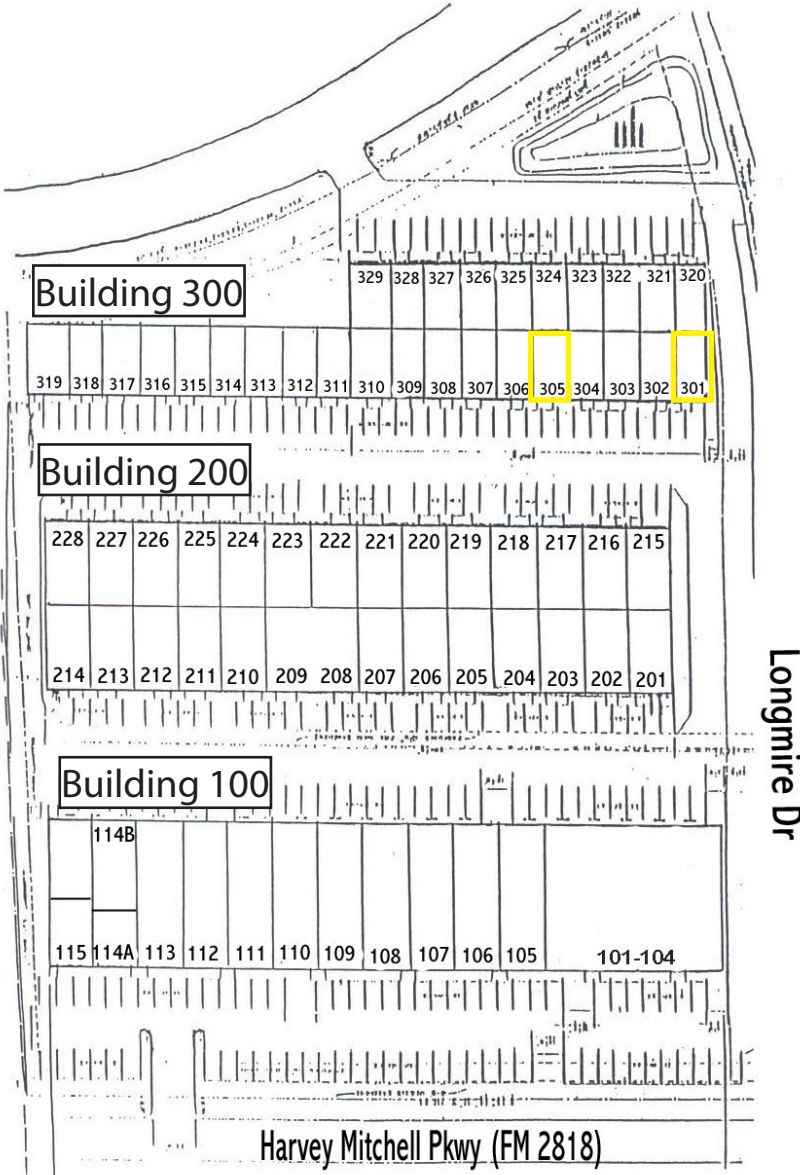 329 328 327 326 325 324 323 322 321 320
Building 300
319 318 317 316 315 314 313 312 311 310 309 308 307 306 305 304 303 302 301
Building 200
228 227 226 225 224 223 222 221 220 219 218 217 216 215
214 213 212 211 210 209 208 207 206 205 204 203 202 201
Longmire Dr
Building 100
114B
115 114A 113 112 111 110 109 108 107 106 105 101-104
Harvey Mitchell Pkwy (FM 2818)